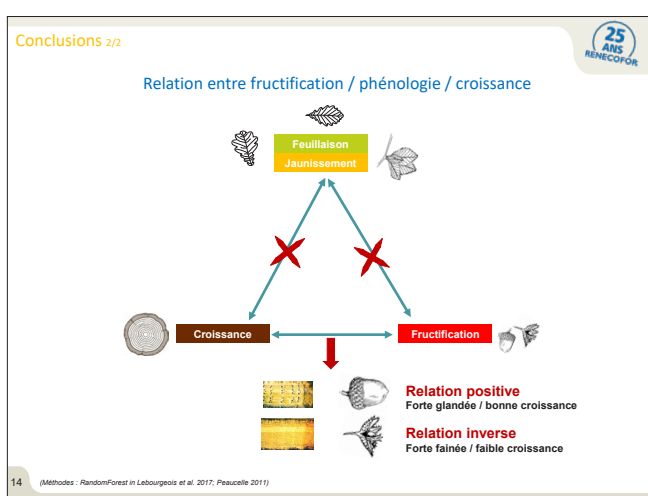 Conclusions 2/2
25
ANS
RENECOFOR
Relation entre fructification / phénologie / croissance
Feuillaison
Jaunissement
Croissance
Fructification
Relation positive
Forte glandée / bonne croissance
Relation inverse
Forte fainée / faible croissance
14
(Méthodes : RandomForest in Lebourgeois et al. 2017; Peaucelle 2011)